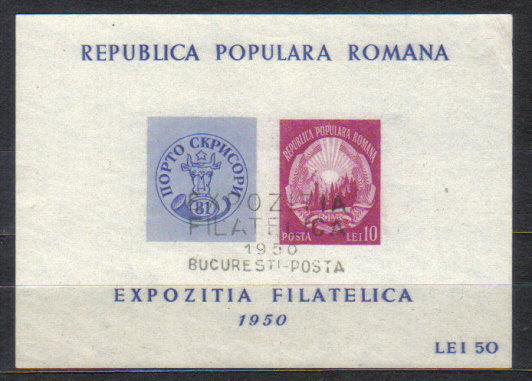 REPUBLICA POPULARA ROMANA
ПОРТО СКРИСОРИ
81
REPUBLICA POPULARA ROMANA
POSTA LEI 10
EXPOZITIA
FILATELICA
1950
BUCURESTI-POSTA
EXPOZITIA FILATELICA
1950
LEI 50